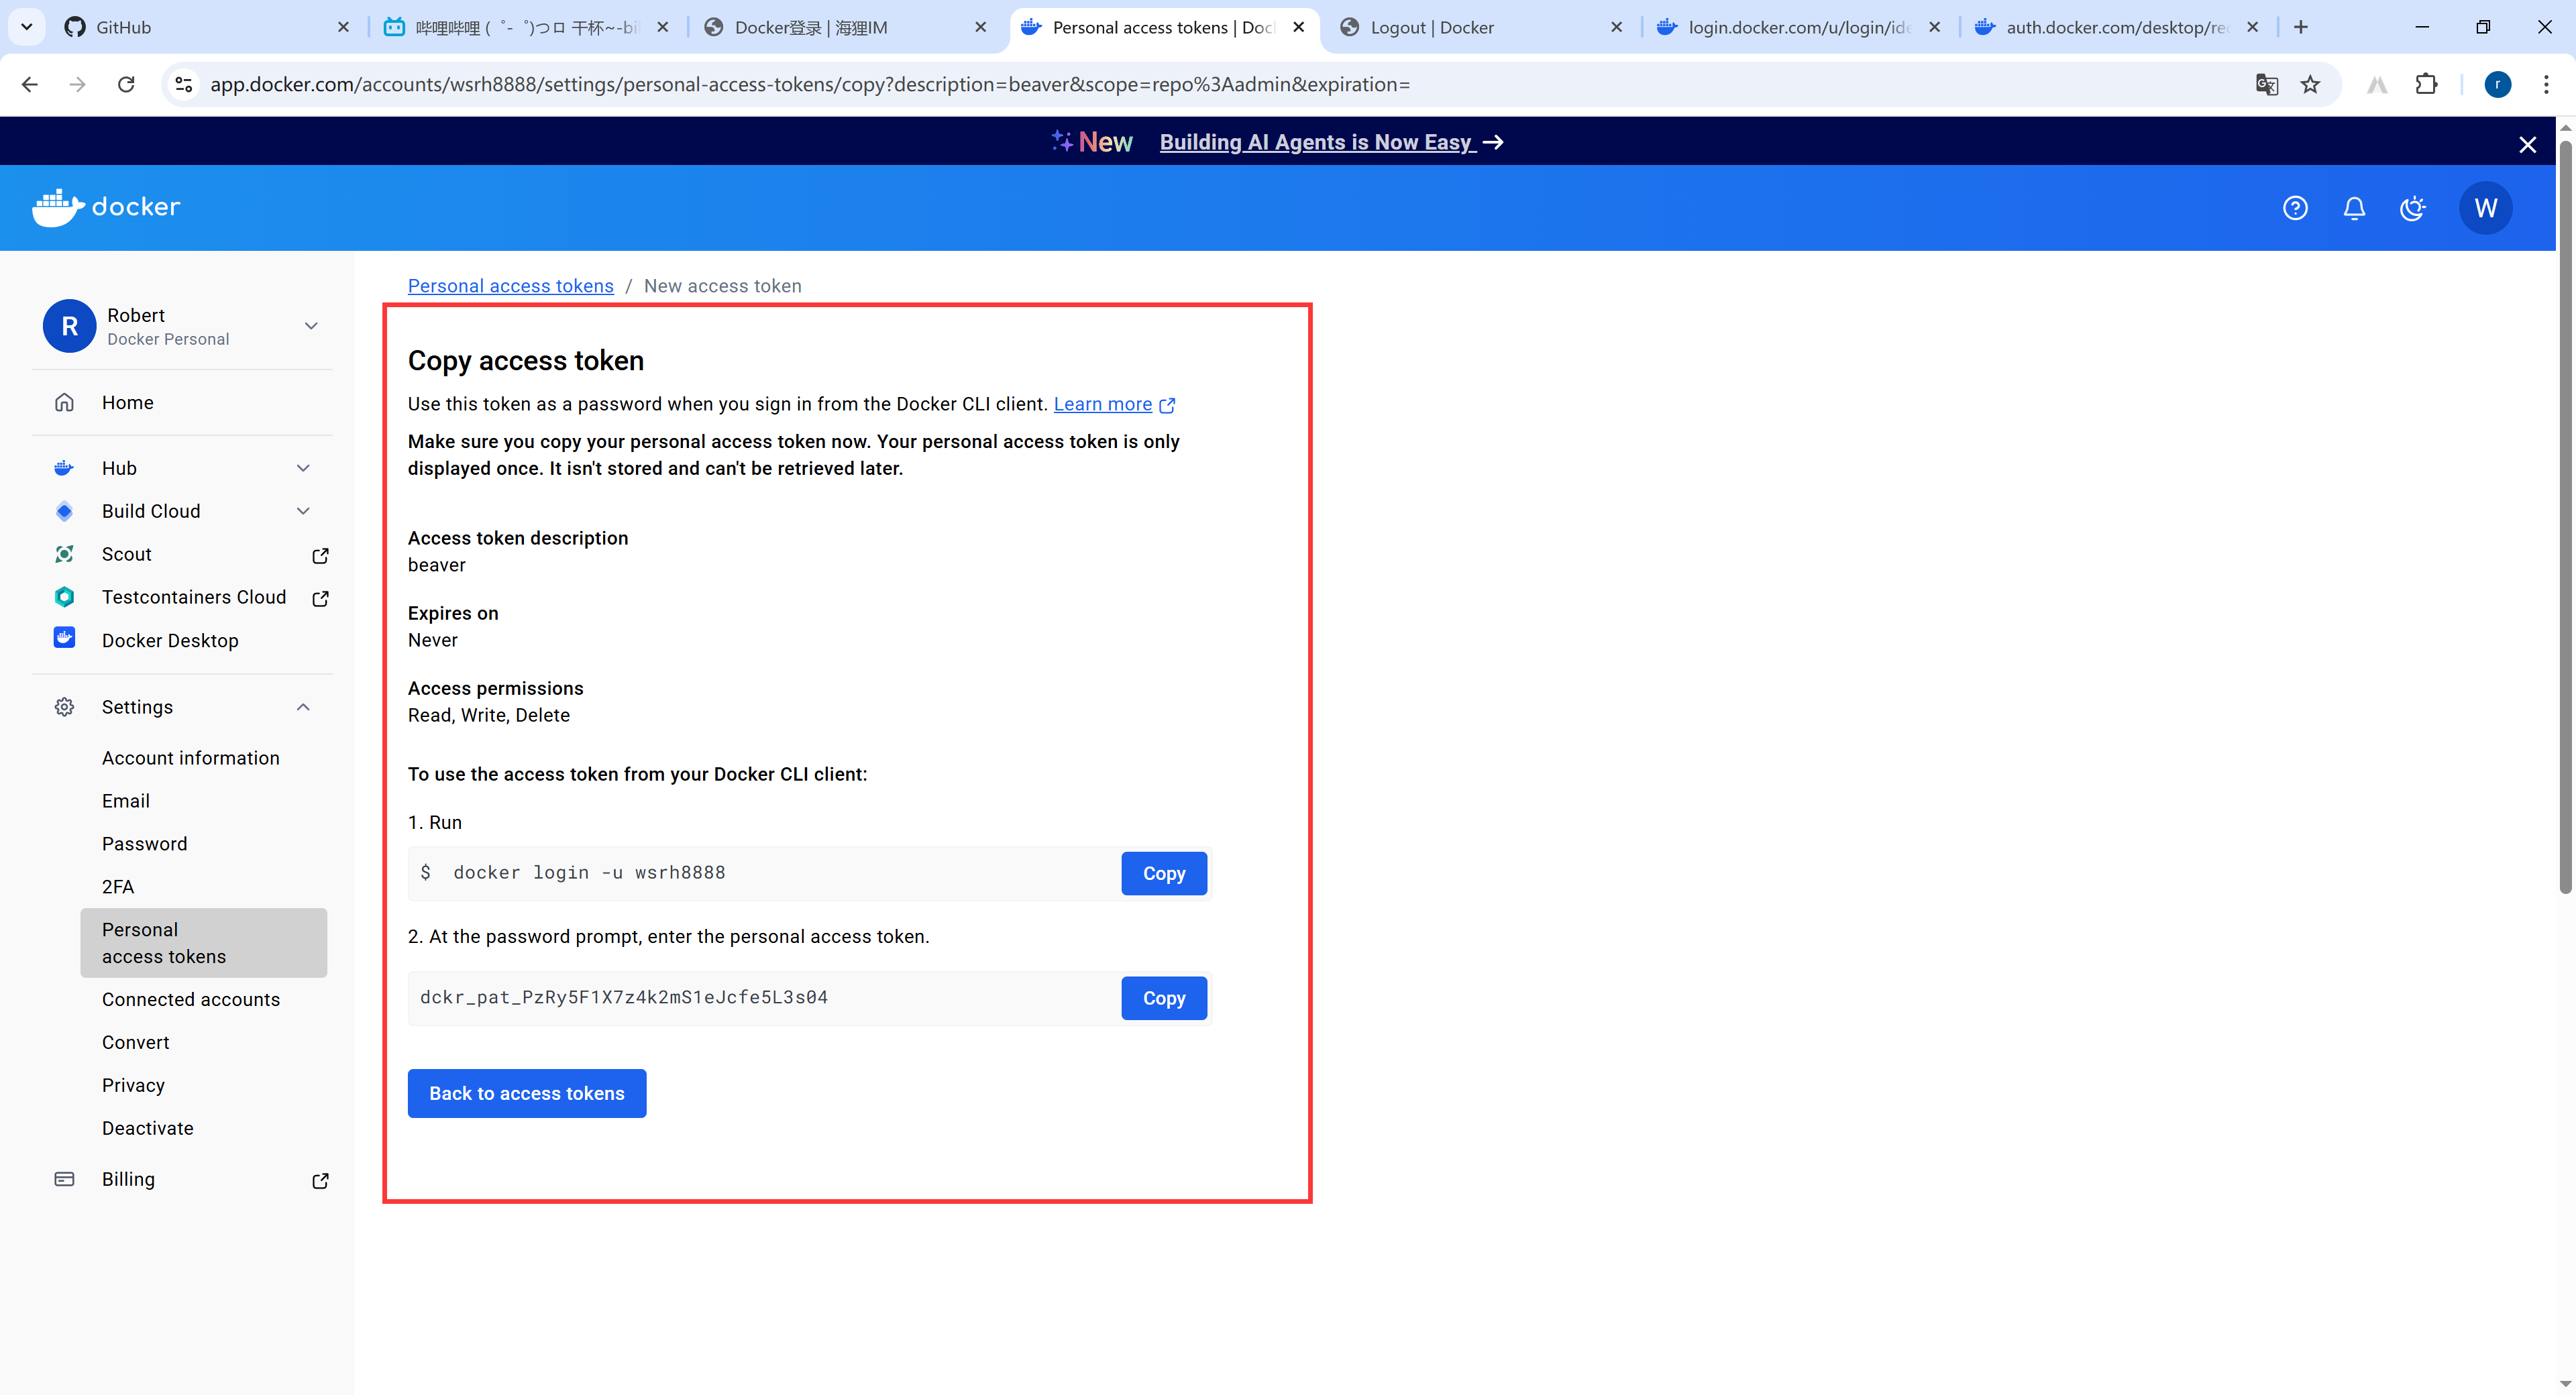 GitHub
哔哩哔哩 (゜-゜)つロ 干杯~-bil
Docker登录 | 海狸IM
Personal access tokens | Doc
Logout | Docker
login.docker.com/u/login/ide
auth.docker.com/desktop/re
app.docker.com/accounts/wsrh8888/settings/personal-access-tokens/copy?description=beaver&scope=repo%3Aadmin&expiration=
r
New Building AI Agents is Now Easy →
docker
W
R
Robert
Docker Personal
Home
Hub
Build Cloud
Scout
Testcontainers Cloud
Docker Desktop
Settings
Account information
Email
Password
2FA
Personal
access tokens
Connected accounts
Convert
Privacy
Deactivate
Billing
Personal access tokens / New access token
Copy access token
Use this token as a password when you sign in from the Docker CLI client. Learn more
Make sure you copy your personal access token now. Your personal access token is only
displayed once. It isn't stored and can't be retrieved later.
Access token description
beaver
Expires on
Never
Access permissions
Read, Write, Delete
To use the access token from your Docker CLI client:
1. Run
$ docker login -u wsrh8888
Copy
2. At the password prompt, enter the personal access token.
dckr_pat_PzRy5F1X7z4k2mS1eJcfe5L3s04
Copy
Back to access tokens